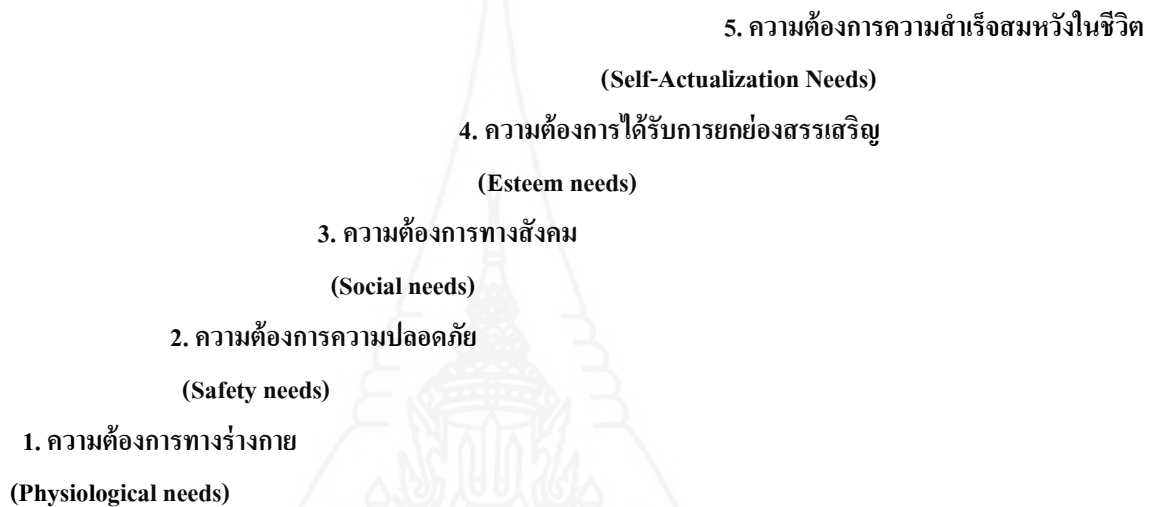 5. ความต้องการความสำเร็จสมหวังในชีวิต
(Self-Actualization Needs)
4. ความต้องการได้รับการยกย่องสรรเสริญ
(Esteem needs)
3. ความต้องการทางสังคม
(Social needs)
2. ความต้องการความปลอดภัย
(Safety needs)
1. ความต้องการทางร่างกาย
(Physiological needs)